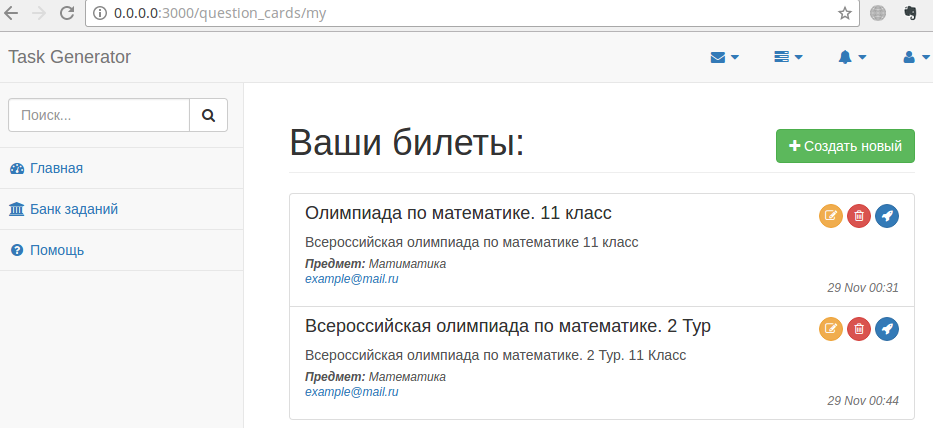 0.0.0.0:3000/question_cards/my
Task Generator
Поиск...
Главная
Банк заданий
Помощь
Ваши билеты:
Создать новый
Олимпиада по математике. 11 класс
Всероссийская олимпиада по математике 11 класс
Предмет: Матиматика
example@mail.ru
29 Nov 00:31
Всероссийская олимпиада по математике. 2 Тур
Всероссийская олимпиада по математике. 2 Тур. 11 Класс
Предмет: Математика
example@mail.ru
29 Nov 00:44